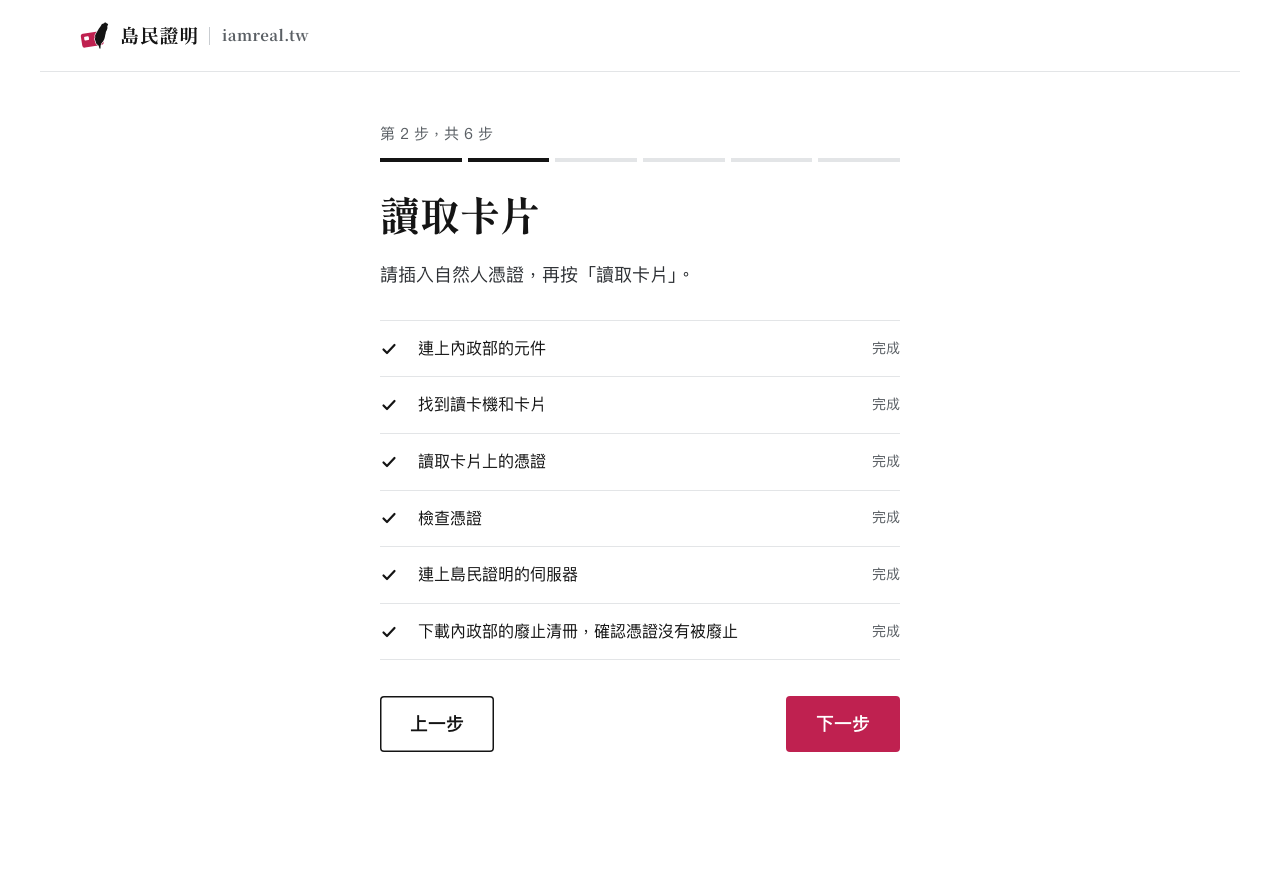 島民證明 iamreal.tw
第 2 步，共 6 步
讀取卡片
請插入自然人憑證，再按「讀取卡片」。
連上內政部的元件 完成
找到讀卡機和卡片 完成
讀取卡片上的憑證 完成
檢查憑證 完成
連上島民證明的伺服器 完成
下載內政部的廢止清冊，確認憑證沒有被廢止 完成
上一步 下一步